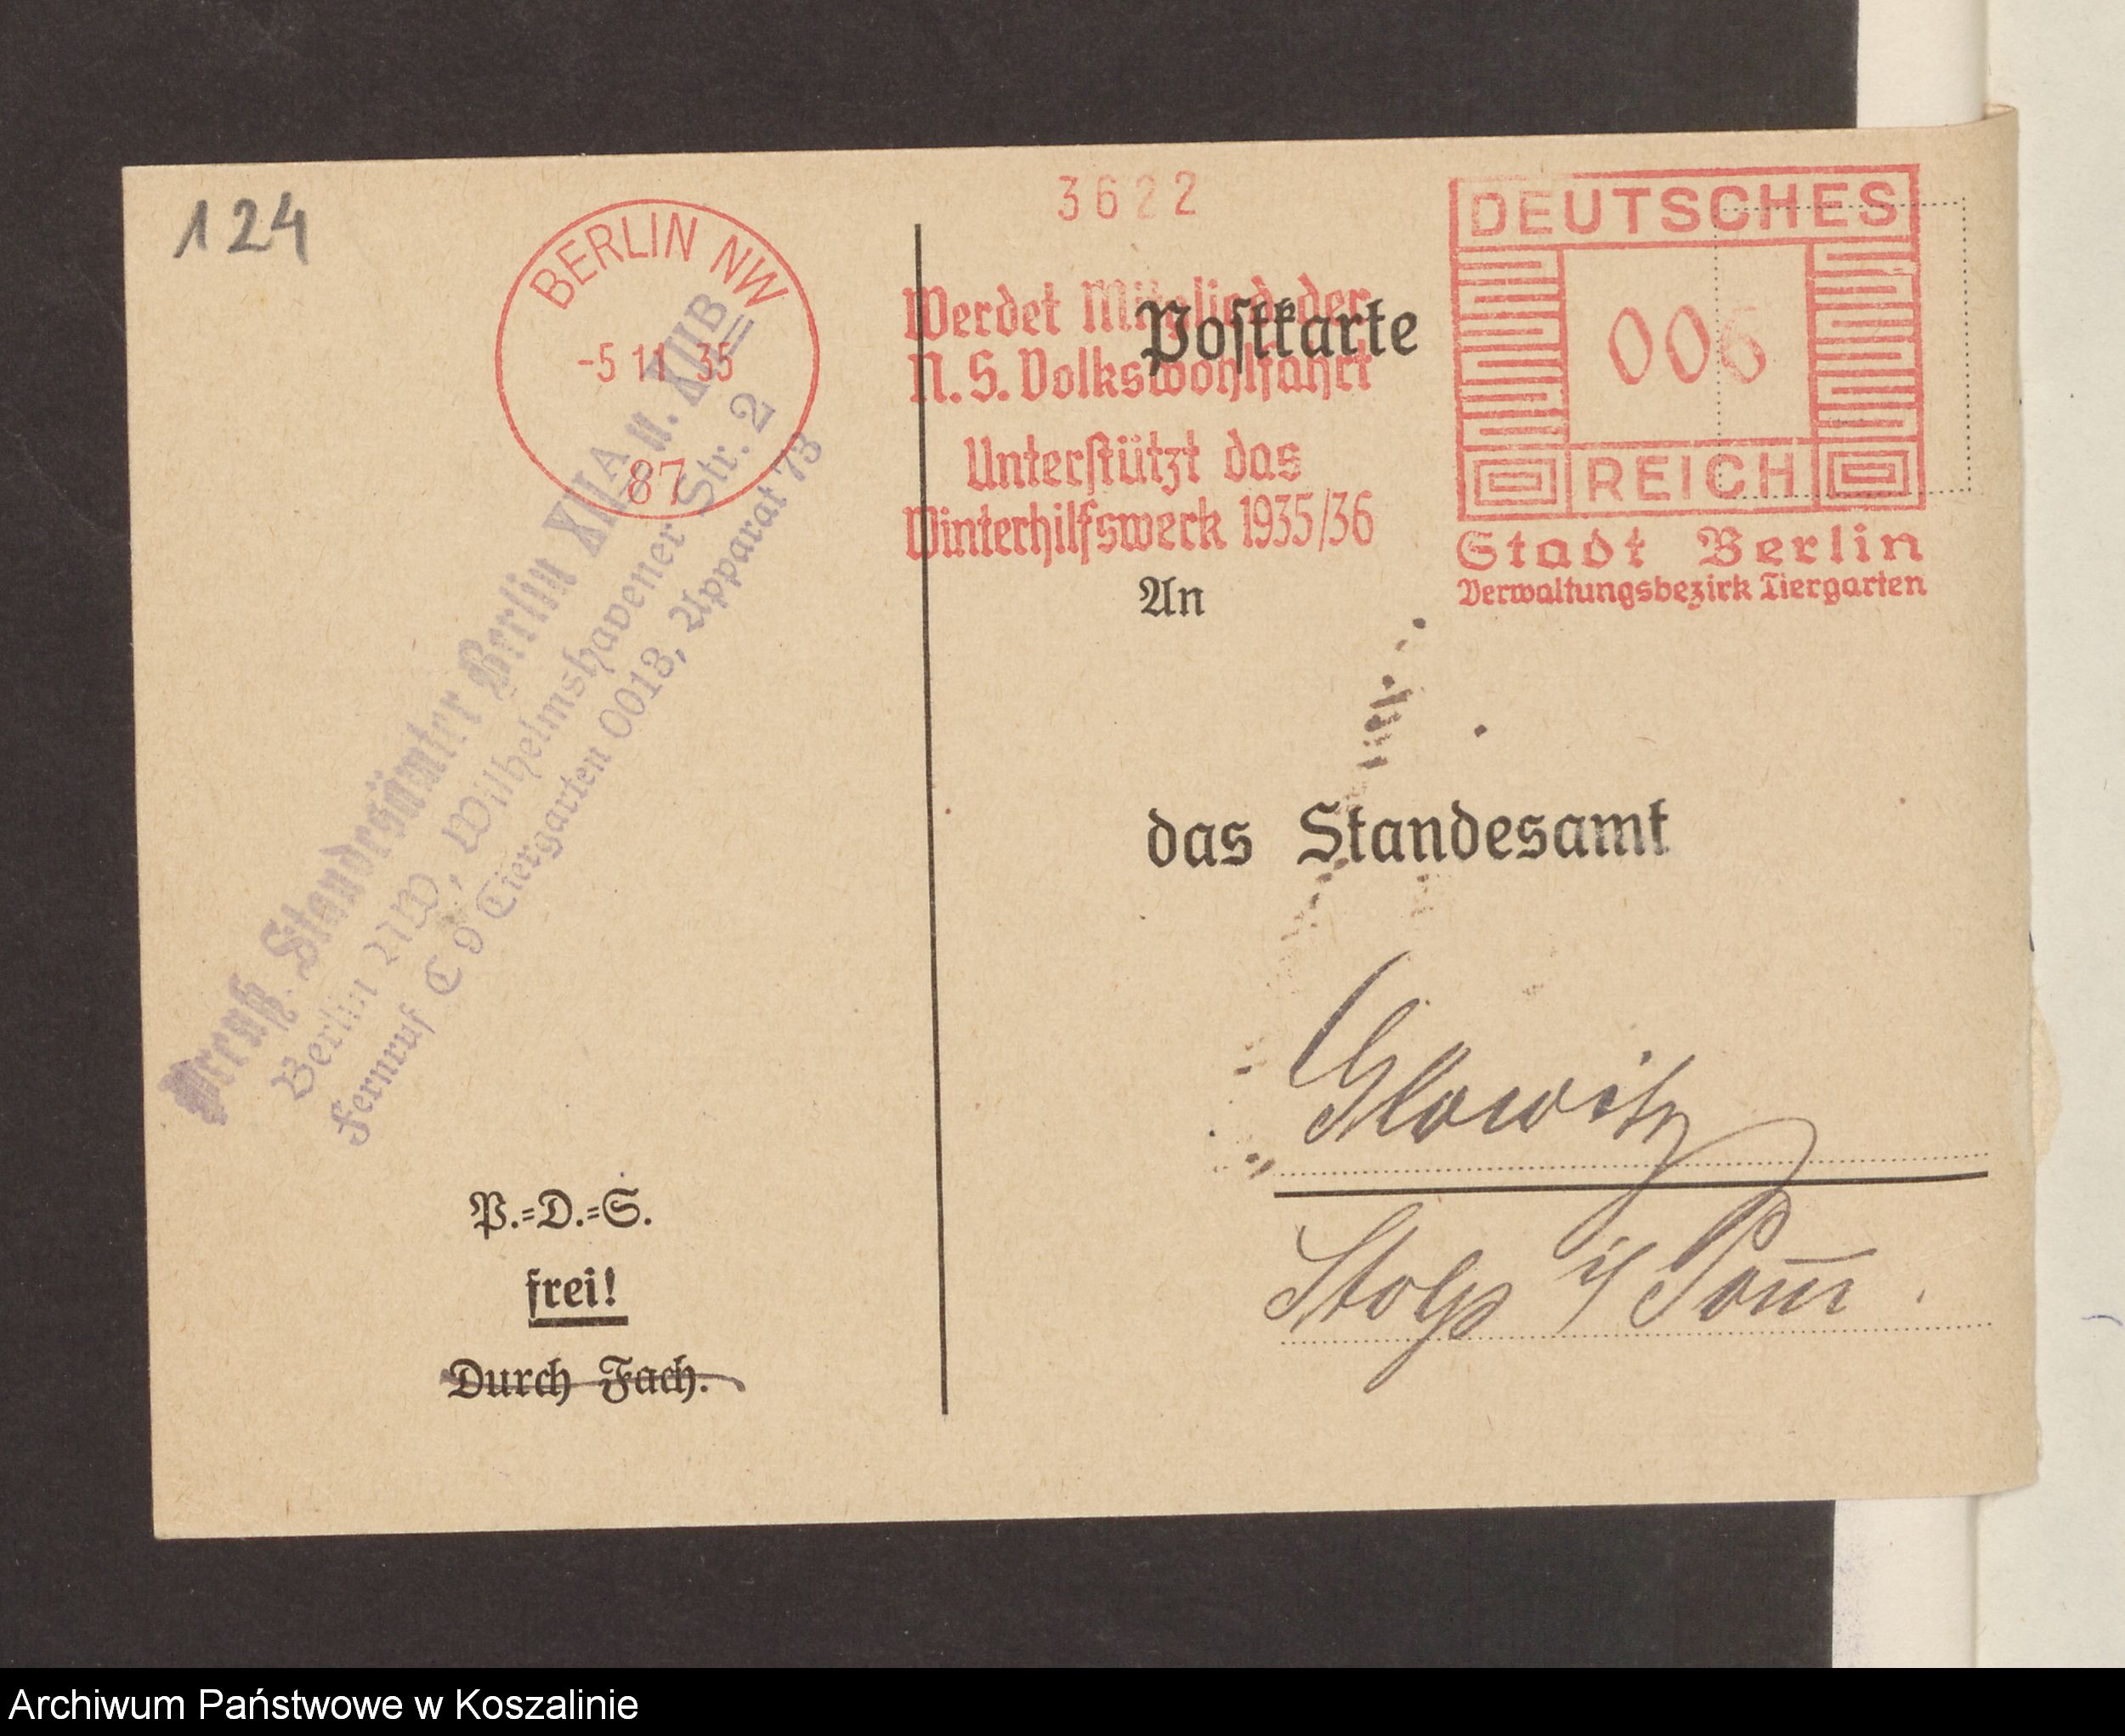 124
BERLIN NW
-5 11 35
87
3622
Werdet Mitglied der
N.S. Volkswohlfahrt
Unterstützt das
Winterhilfswerk 1935/36
DEUTSCHES
006
REICH
Stadt Berlin
Verwaltungsbezirk Tiergarten
Postkarte
Preuß. Standesämter Berlin XIIA u. XIIB
Berlin NW, Wilhelmshavener Str. 2
Fernruf C 9 Tiergarten 0013, Apparat 73
An
das Standesamt
Glowitz
Stolp i/ Pom̅.
P.=D.=S.
frei!
Durch Fach.
Archiwum Państwowe w Koszalinie